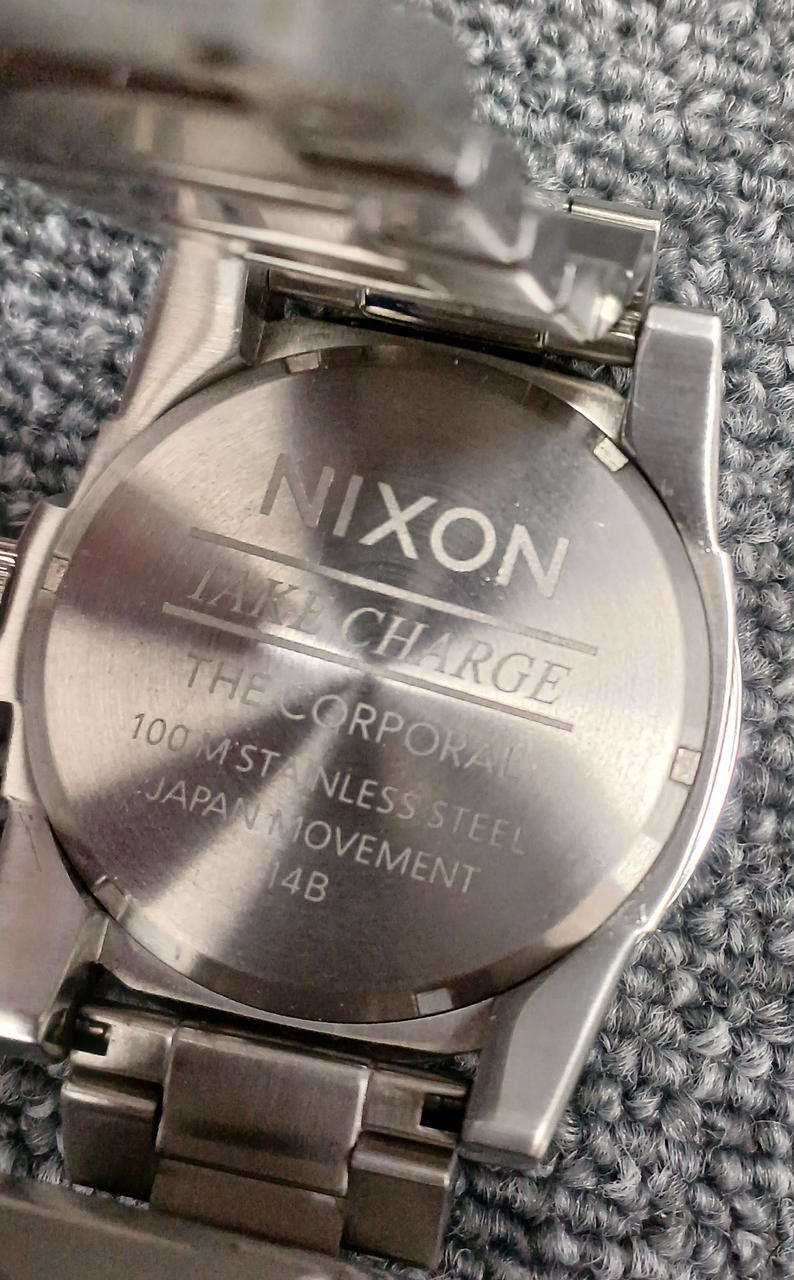 NIXON
TAKE CHARGE
THE CORPORAL
100 M STAINLESS STEEL
JAPAN MOVEMENT
14B